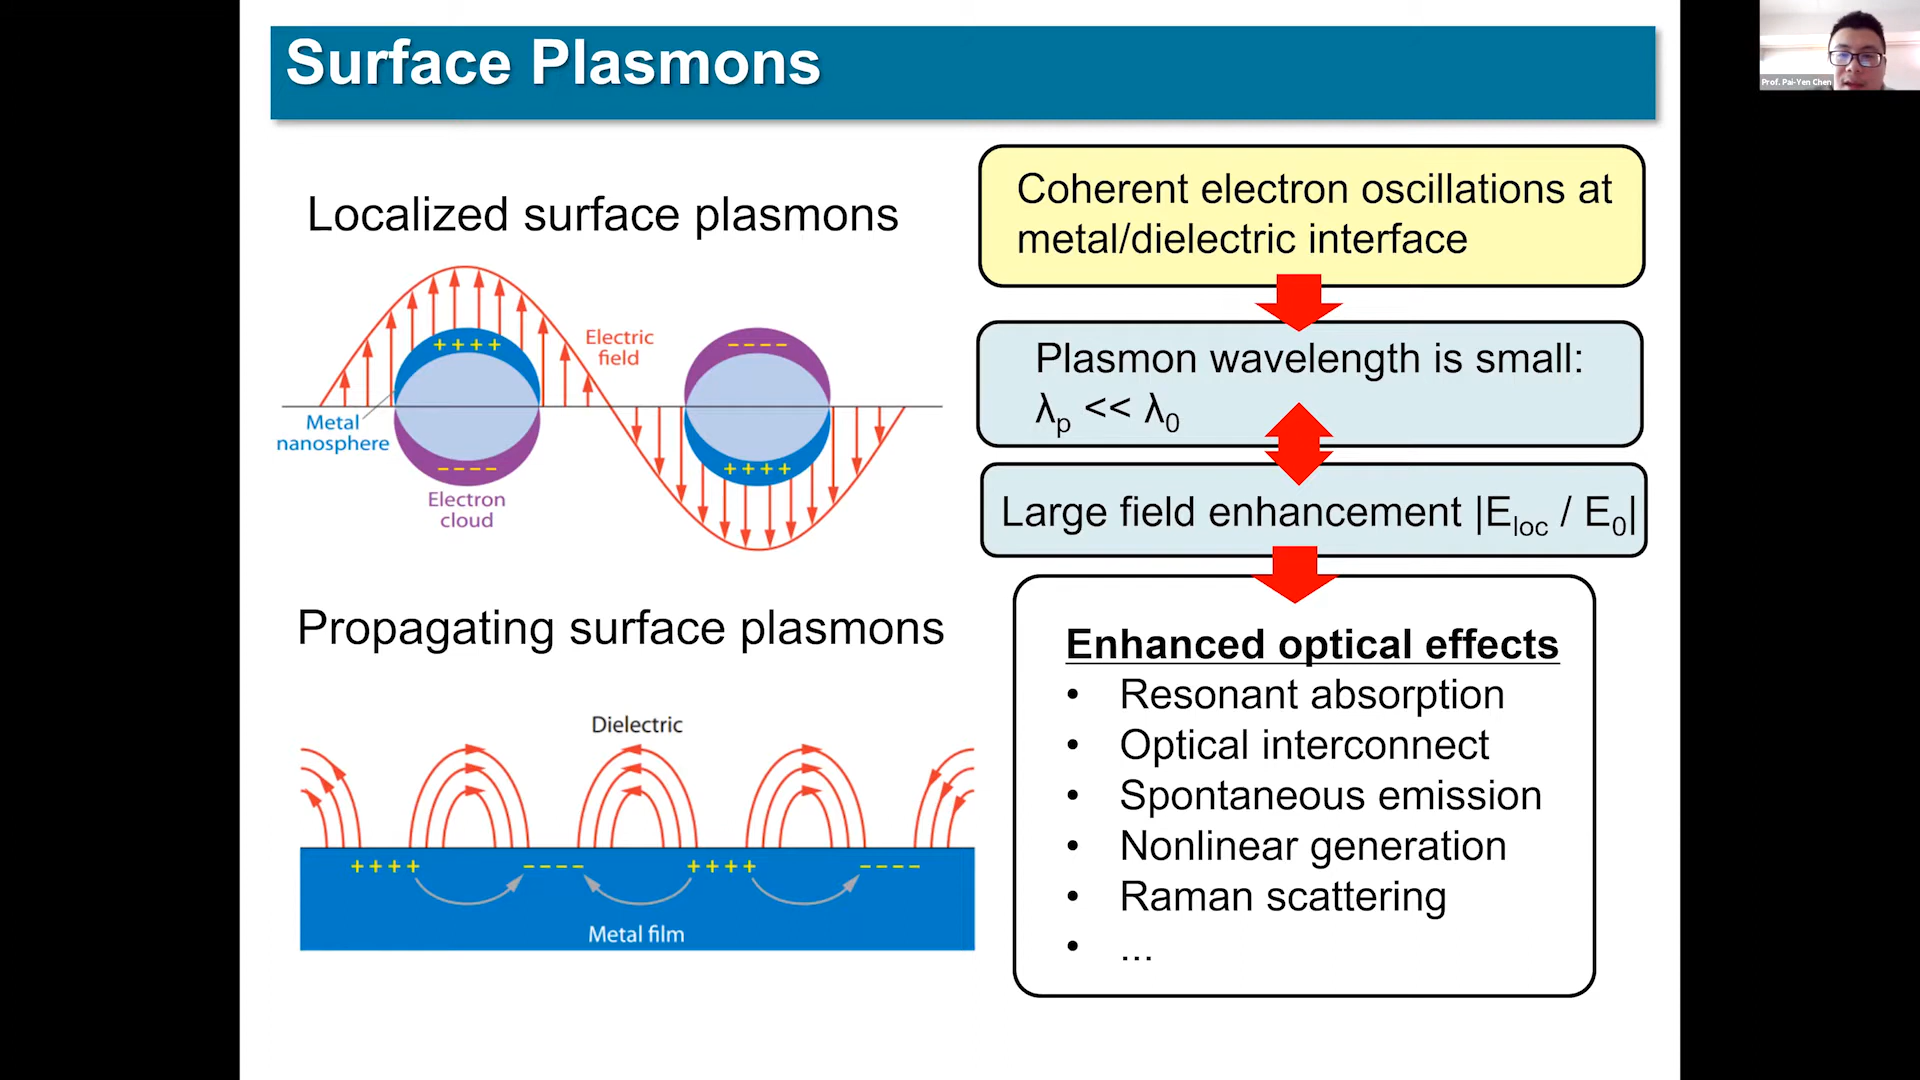 Surface Plasmons
Prof. Pai-Yen Chen
Localized surface plasmons
Electric
field
++++
----
Metal
nanosphere
----
++++
Electron
cloud
Propagating surface plasmons
Dielectric
++++ ---- ++++ ----
Metal film
Coherent electron oscillations at
metal/dielectric interface
Plasmon wavelength is small:
λp << λ0
Large field enhancement |Eloc / E0|
Enhanced optical effects
• Resonant absorption
• Optical interconnect
• Spontaneous emission
• Nonlinear generation
• Raman scattering
• ...